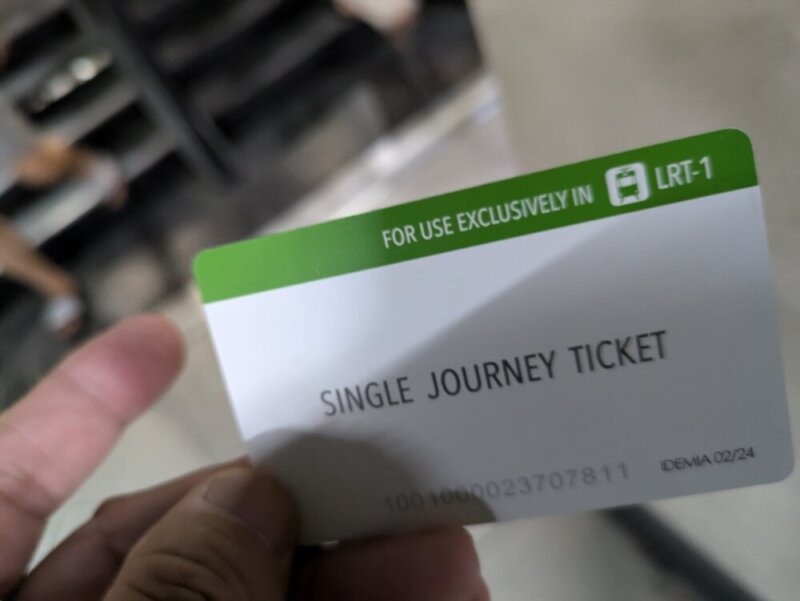 FOR USE EXCLUSIVELY IN LRT-1
SINGLE JOURNEY TICKET
1001000023707811
IDEMIA 02/24